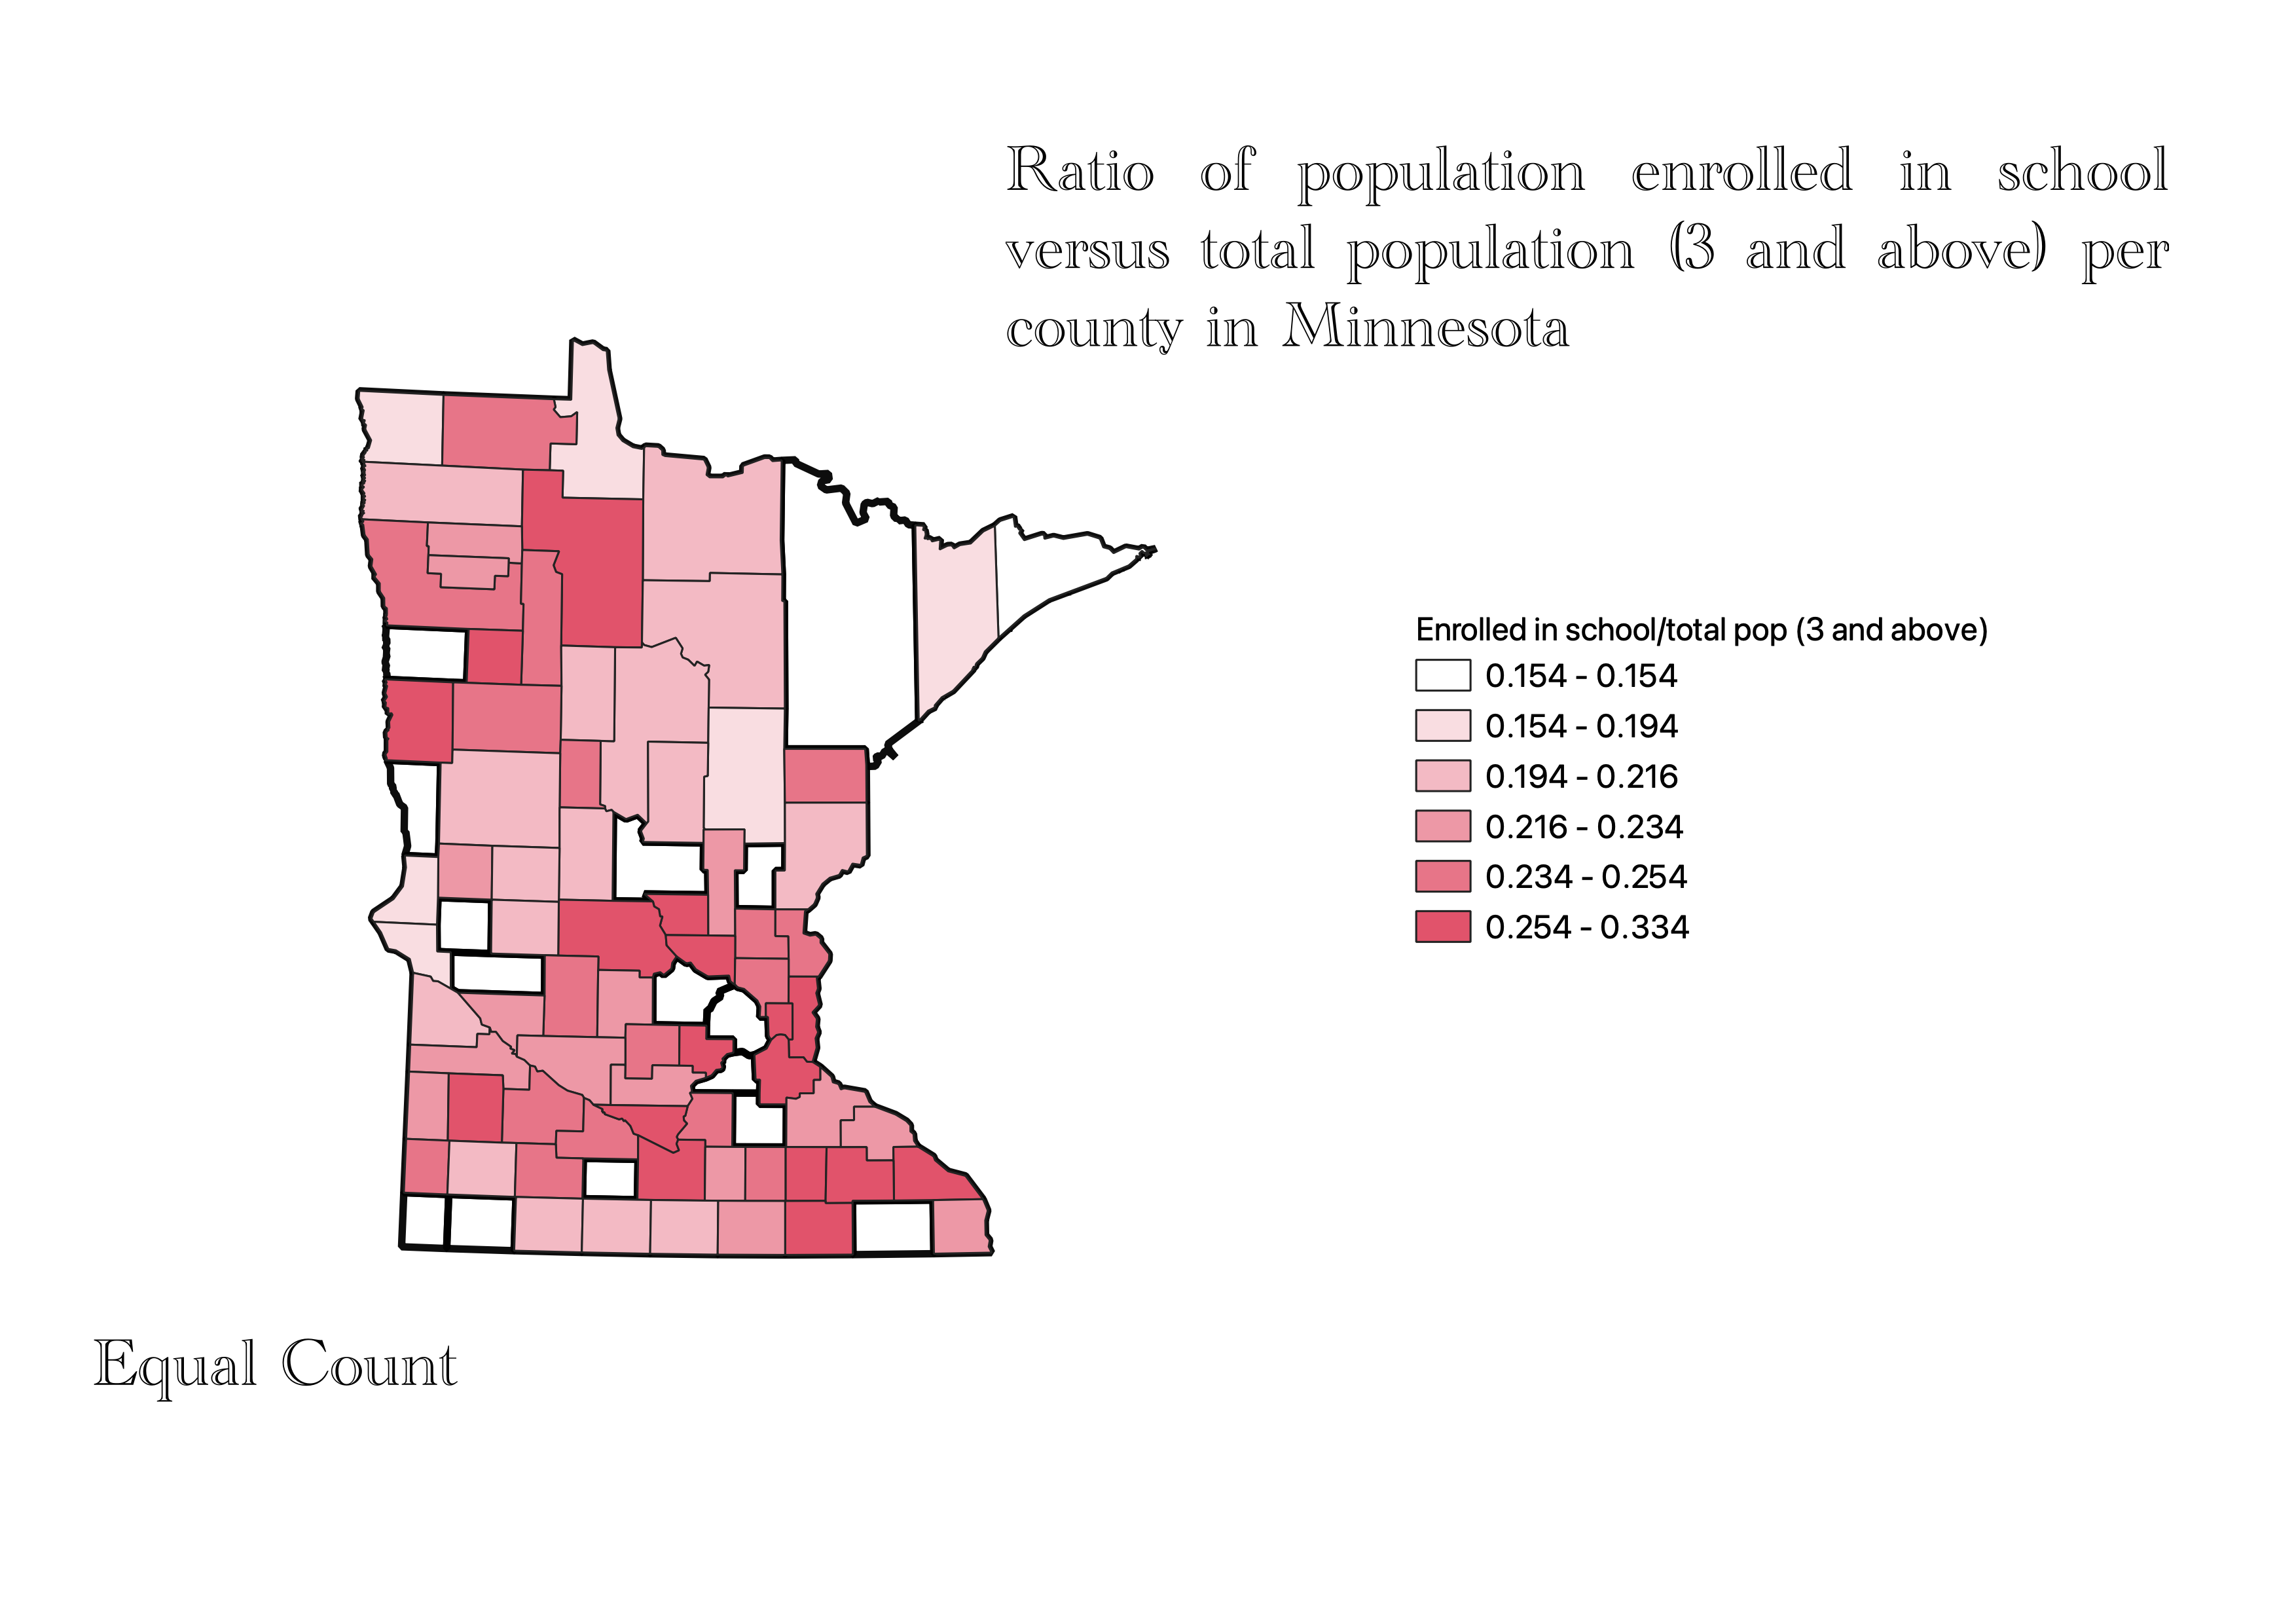 Ratio of population enrolled in school
versus total population (3 and above) per
county in Minnesota
Enrolled in school/total pop (3 and above)
0.154 - 0.154
0.154 - 0.194
0.194 - 0.216
0.216 - 0.234
0.234 - 0.254
0.254 - 0.334
Equal Count